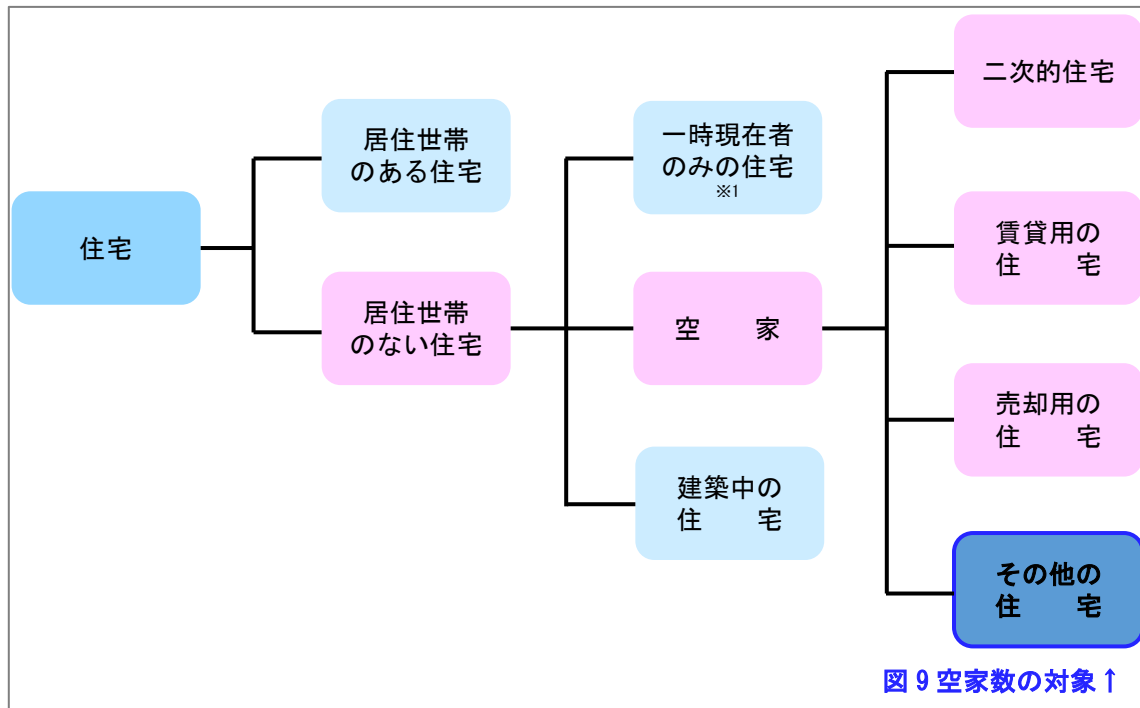 住宅
居住世帯
のある住宅
居住世帯
のない住宅
一時現在者
のみの住宅
※1
空　　家
建築中の
住　　宅
二次的住宅
賃貸用の
住　　宅
売却用の
住　　宅
その他の
住　　宅
図9空家数の対象↑